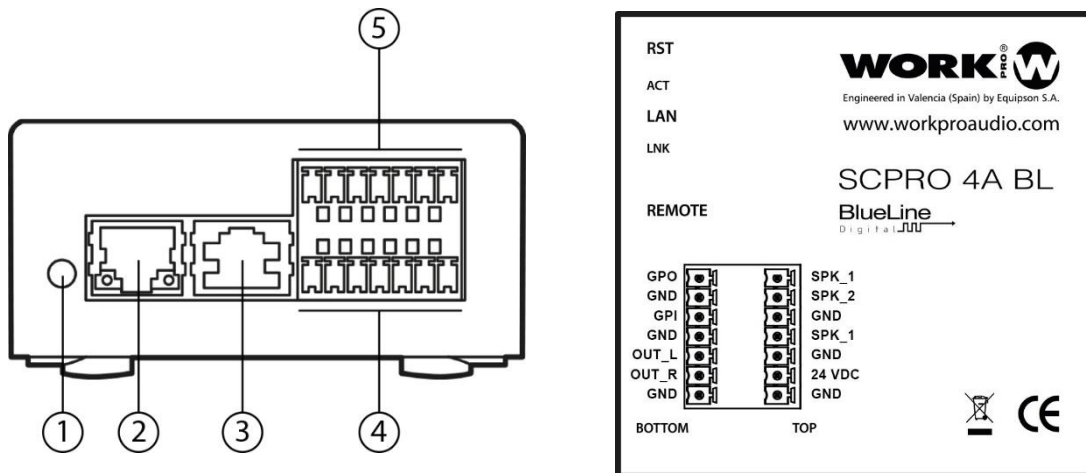 5
1
2
3
4
RST
ACT
LAN
LNK
REMOTE
WORK PRO® W
Engineered in Valencia (Spain) by Equipson S.A.
www.workproaudio.com
SCPRO 4A BL
BlueLine
Digital
GPO SPK_1
GND SPK_2
GPI GND
GND SPK_1
OUT_L GND
OUT_R 24 VDC
GND GND
BOTTOM TOP
CE